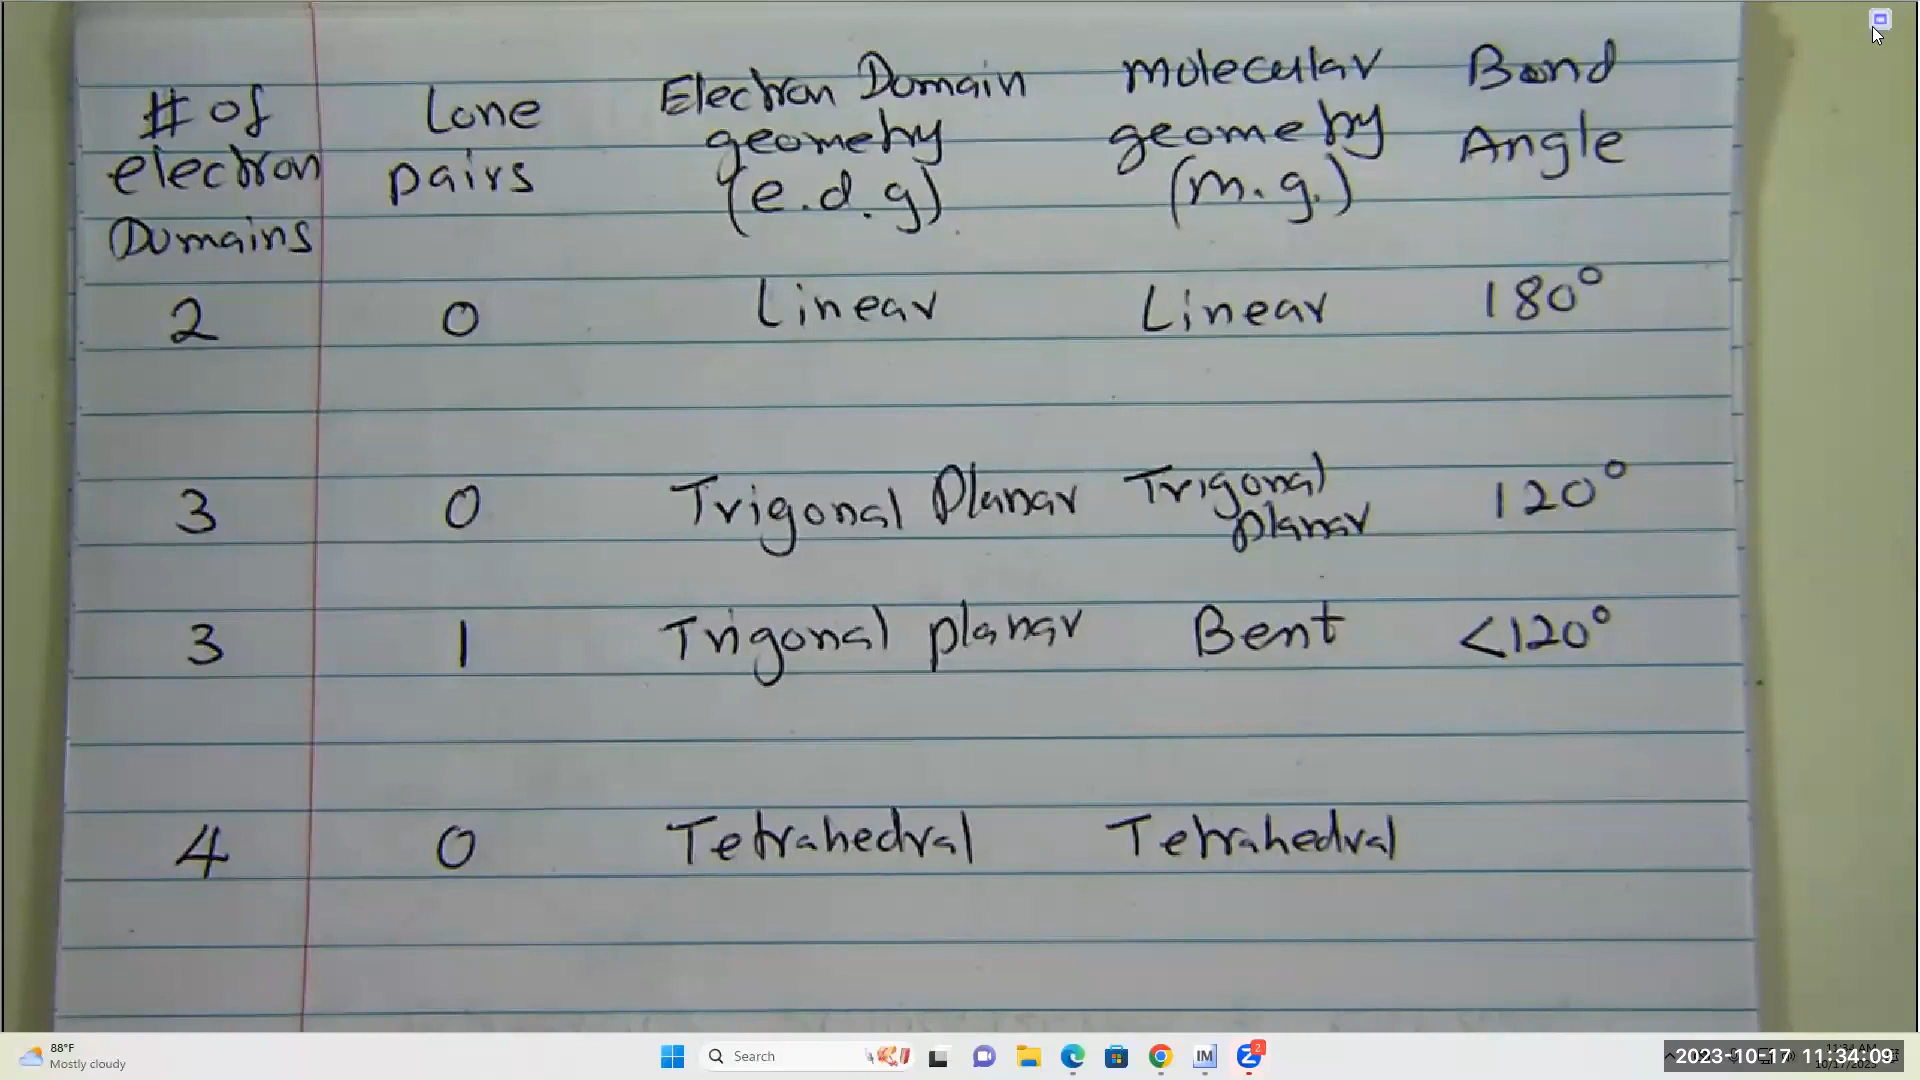 # of electron Domains
Lone pairs
Electron Domain geometry (e.d.g)
molecular geometry (m.g.)
Bond Angle
2 0 Linear Linear 180°
3 0 Trigonal Planar Trigonal planar 120°
3 1 Trigonal planar Bent <120°
4 0 Tetrahedral Tetrahedral
88°F
Mostly cloudy
Search
IM
Z
2
2023-10-17 11:34:09